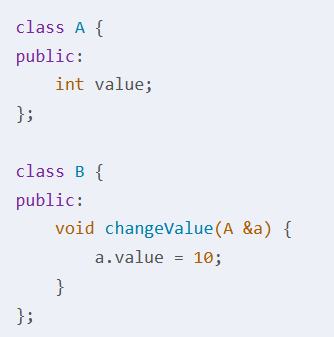 class A {
public:
    int value;
};

class B {
public:
    void changeValue(A &a) {
        a.value = 10;
    }
};